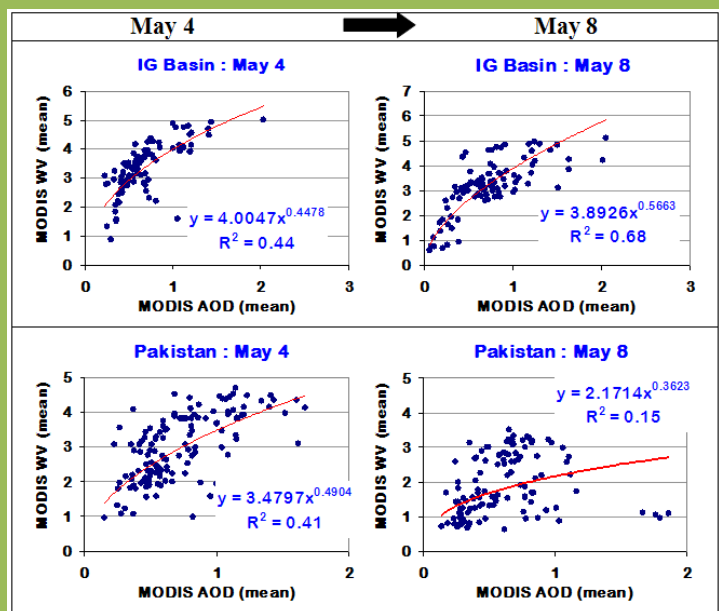 May 4
May 8
IG Basin : May 4
MODIS WV (mean)
6
5
4
3
2
1
0
y = 4.0047x^0.4478
R² = 0.44
0 1 2 3
MODIS AOD (mean)
IG Basin : May 8
MODIS WV (mean)
7
6
5
4
3
2
1
0
y = 3.8926x^0.5663
R² = 0.68
0 1 2 3
MODIS AOD (mean)
Pakistan : May 4
MODIS WV (mean)
5
4
3
2
1
0
y = 3.4797x^0.4904
R² = 0.41
0 1 2
MODIS AOD (mean)
Pakistan : May 8
MODIS WV (mean)
5
4
3
2
1
0
y = 2.1714x^0.3623
R² = 0.15
0 1 2
MODIS AOD (mean)